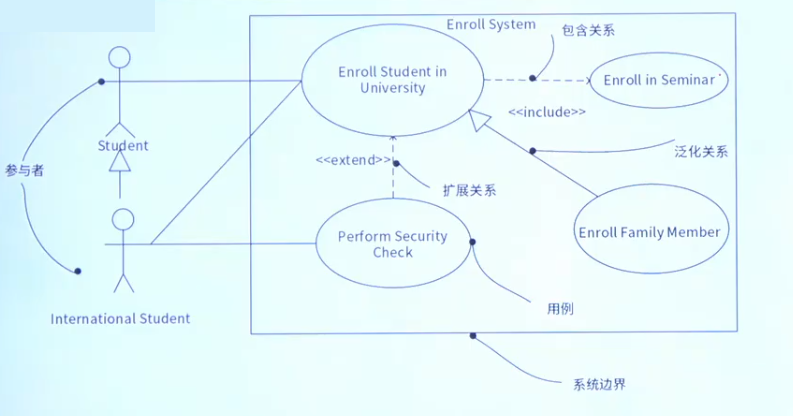 Enroll System
包含关系
Enroll Student in
University
Enroll in Seminar
<<include>>
Student
<<extend>>
泛化关系
参与者
扩展关系
Perform Security
Check
Enroll Family Member
用例
International Student
系统边界